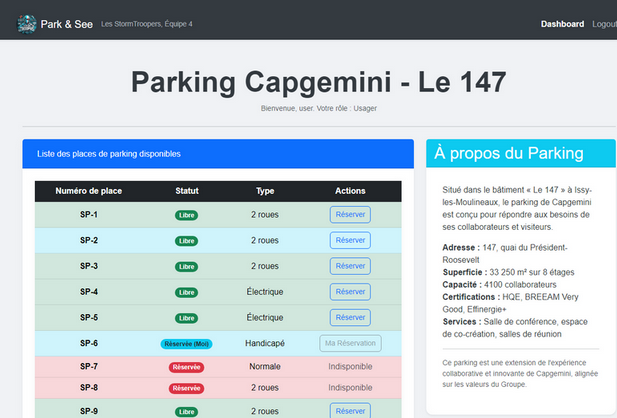 Park & See Les StormTroopers, Équipe 4 Dashboard Logout
Parking Capgemini - Le 147
Bienvenue, user. Votre rôle : Usager
Liste des places de parking disponibles
Numéro de place Statut Type Actions
SP-1 Libre 2 roues Réserver
SP-2 Libre 2 roues Réserver
SP-3 Libre 2 roues Réserver
SP-4 Libre Électrique Réserver
SP-5 Libre Électrique Réserver
SP-6 Réservée (Moi) Handicapé Ma Réservation
SP-7 Réservée Normale Indisponible
SP-8 Réservée 2 roues Indisponible
SP-9 Libre 2 roues Réserver
À propos du Parking
Situé dans le bâtiment « Le 147 » à Issy-
les-Moulineaux, le parking de Capgemini
est conçu pour répondre aux besoins de
ses collaborateurs et visiteurs.
Adresse : 147, quai du Président-
Roosevelt
Superficie : 33 250 m² sur 8 étages
Capacité : 4100 collaborateurs
Certifications : HQE, BREEAM Very
Good, Effinergie+
Services : Salle de conférence, espace
de co-création, salles de réunion
Ce parking est une extension de l'expérience
collaborative et innovante de Capgemini, alignée
sur les valeurs du Groupe.